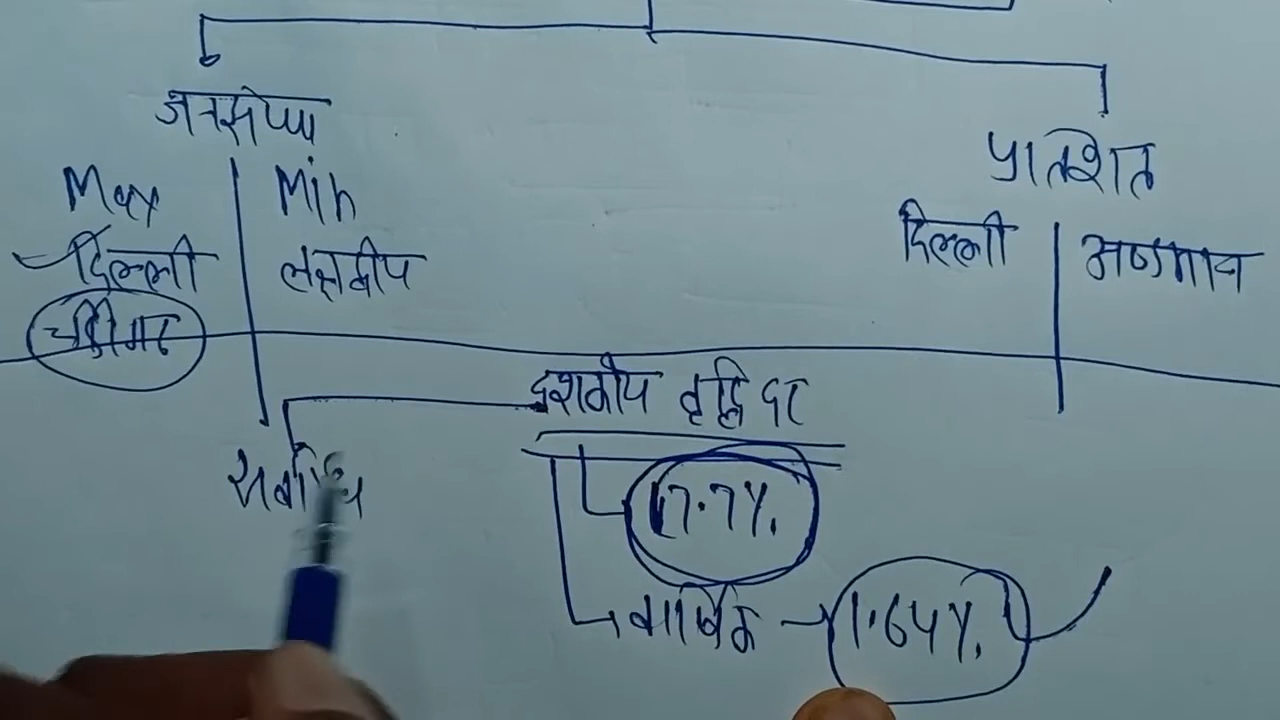 जनसंख्या
प्रतिशत
Max
Min
दिल्ली
लक्षद्वीप
दिल्ली
अण्डमान
चंडीगढ़
दशकीय वृद्धि दर
सर्वाधि
17.7%.
वार्षिक → 1.64%.